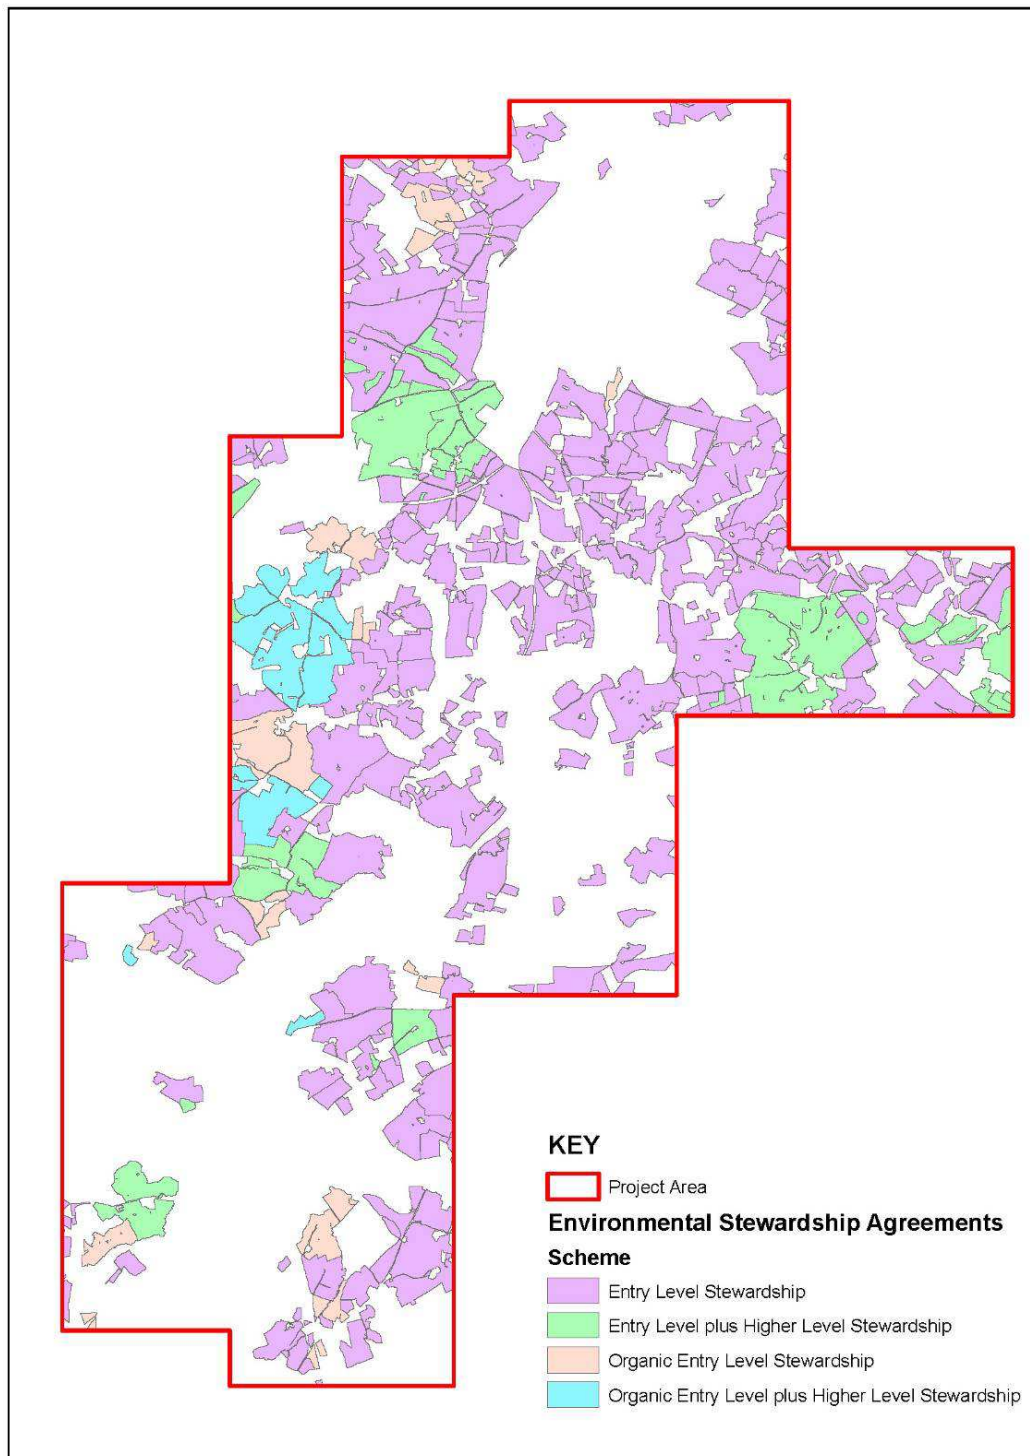 KEY
Project Area
Environmental Stewardship Agreements
Scheme
Entry Level Stewardship
Entry Level plus Higher Level Stewardship
Organic Entry Level Stewardship
Organic Entry Level plus Higher Level Stewardship